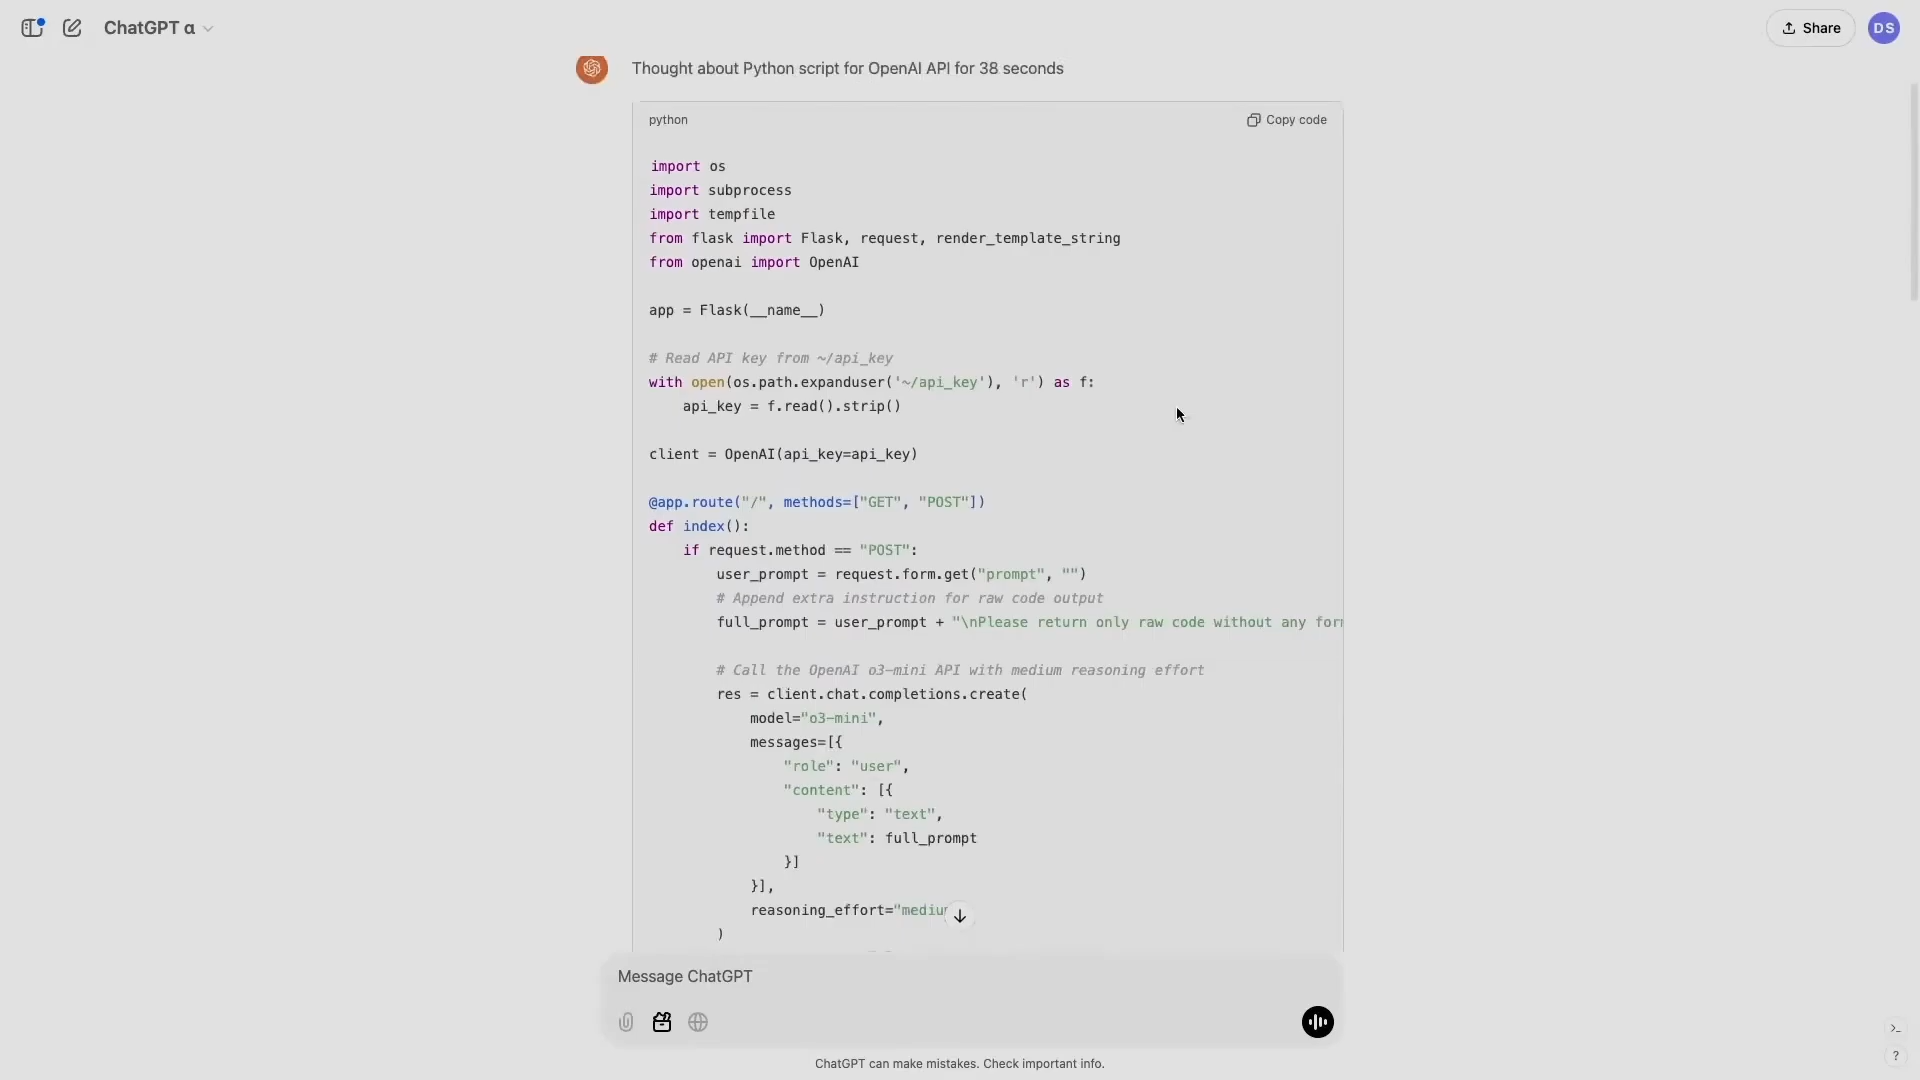 ChatGPT α
Share
DS
Thought about Python script for OpenAI API for 38 seconds
python
Copy code
import os
import subprocess
import tempfile
from flask import Flask, request, render_template_string
from openai import OpenAI
app = Flask(__name__)
# Read API key from ~/api_key
with open(os.path.expanduser('~/api_key'), 'r') as f:
    api_key = f.read().strip()
client = OpenAI(api_key=api_key)
@app.route("/", methods=["GET", "POST"])
def index():
    if request.method == "POST":
        user_prompt = request.form.get("prompt", "")
        # Append extra instruction for raw code output
        full_prompt = user_prompt + "\nPlease return only raw code without any
        # Call the OpenAI o3-mini API with medium reasoning effort
        res = client.chat.completions.create(
            model="o3-mini",
            messages=[{
                "role": "user",
                "content": [{
                    "type": "text",
                    "text": full_prompt
                }]
            }],
            reasoning_effort="mediu
        )
Message ChatGPT
ChatGPT can make mistakes. Check important info.
?